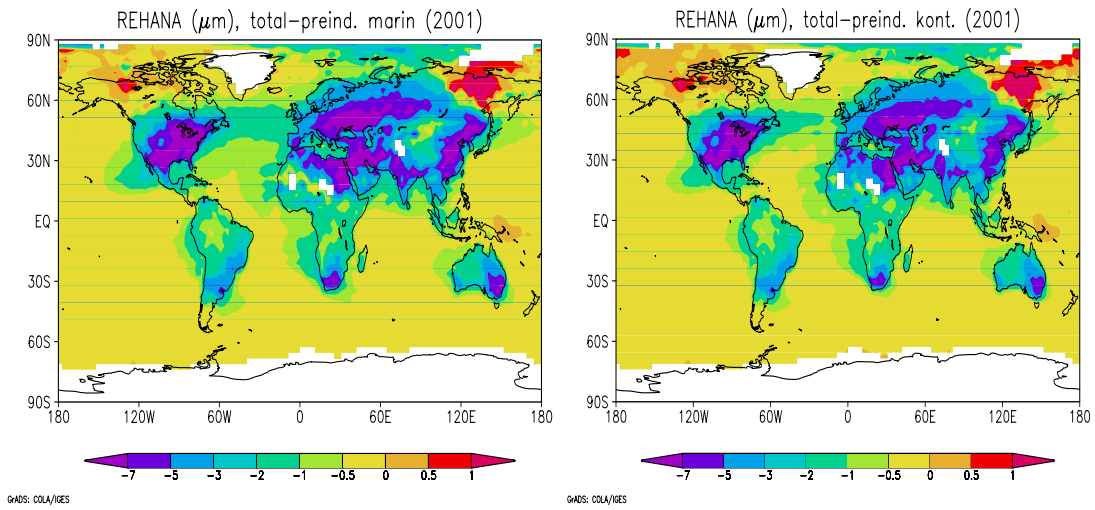 REHANA (μm), total-preind. marin (2001)
90N
60N
30N
EQ
30S
60S
90S
180 120W 60W 0 60E 120E 180
-7 -5 -3 -2 -1 -0.5 0 0.5 1
GrADS: COLA/IGES
REHANA (μm), total-preind. kont. (2001)
90N
60N
30N
EQ
30S
60S
90S
180 120W 60W 0 60E 120E 180
-7 -5 -3 -2 -1 -0.5 0 0.5 1
GrADS: COLA/IGES